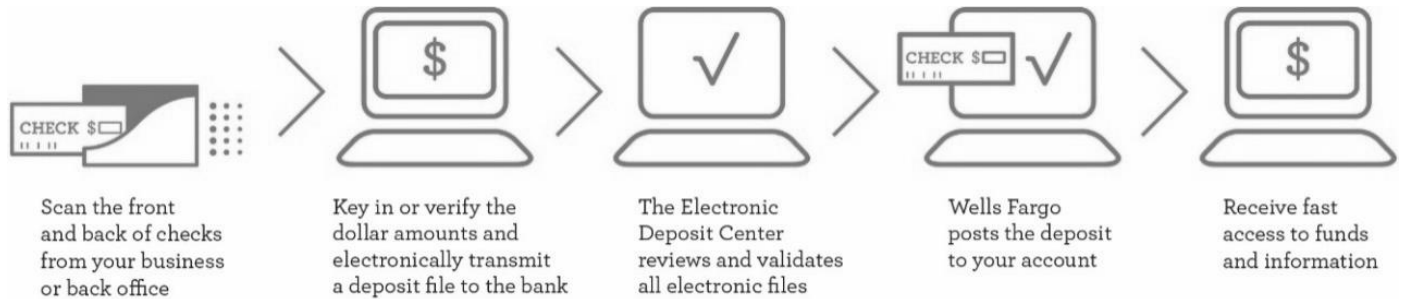 $
√
CHECK $
√
$
CHECK $
Scan the front
and back of checks
from your business
or back office
Key in or verify the
dollar amounts and
electronically transmit
a deposit file to the bank
The Electronic
Deposit Center
reviews and validates
all electronic files
Wells Fargo
posts the deposit
to your account
Receive fast
access to funds
and information